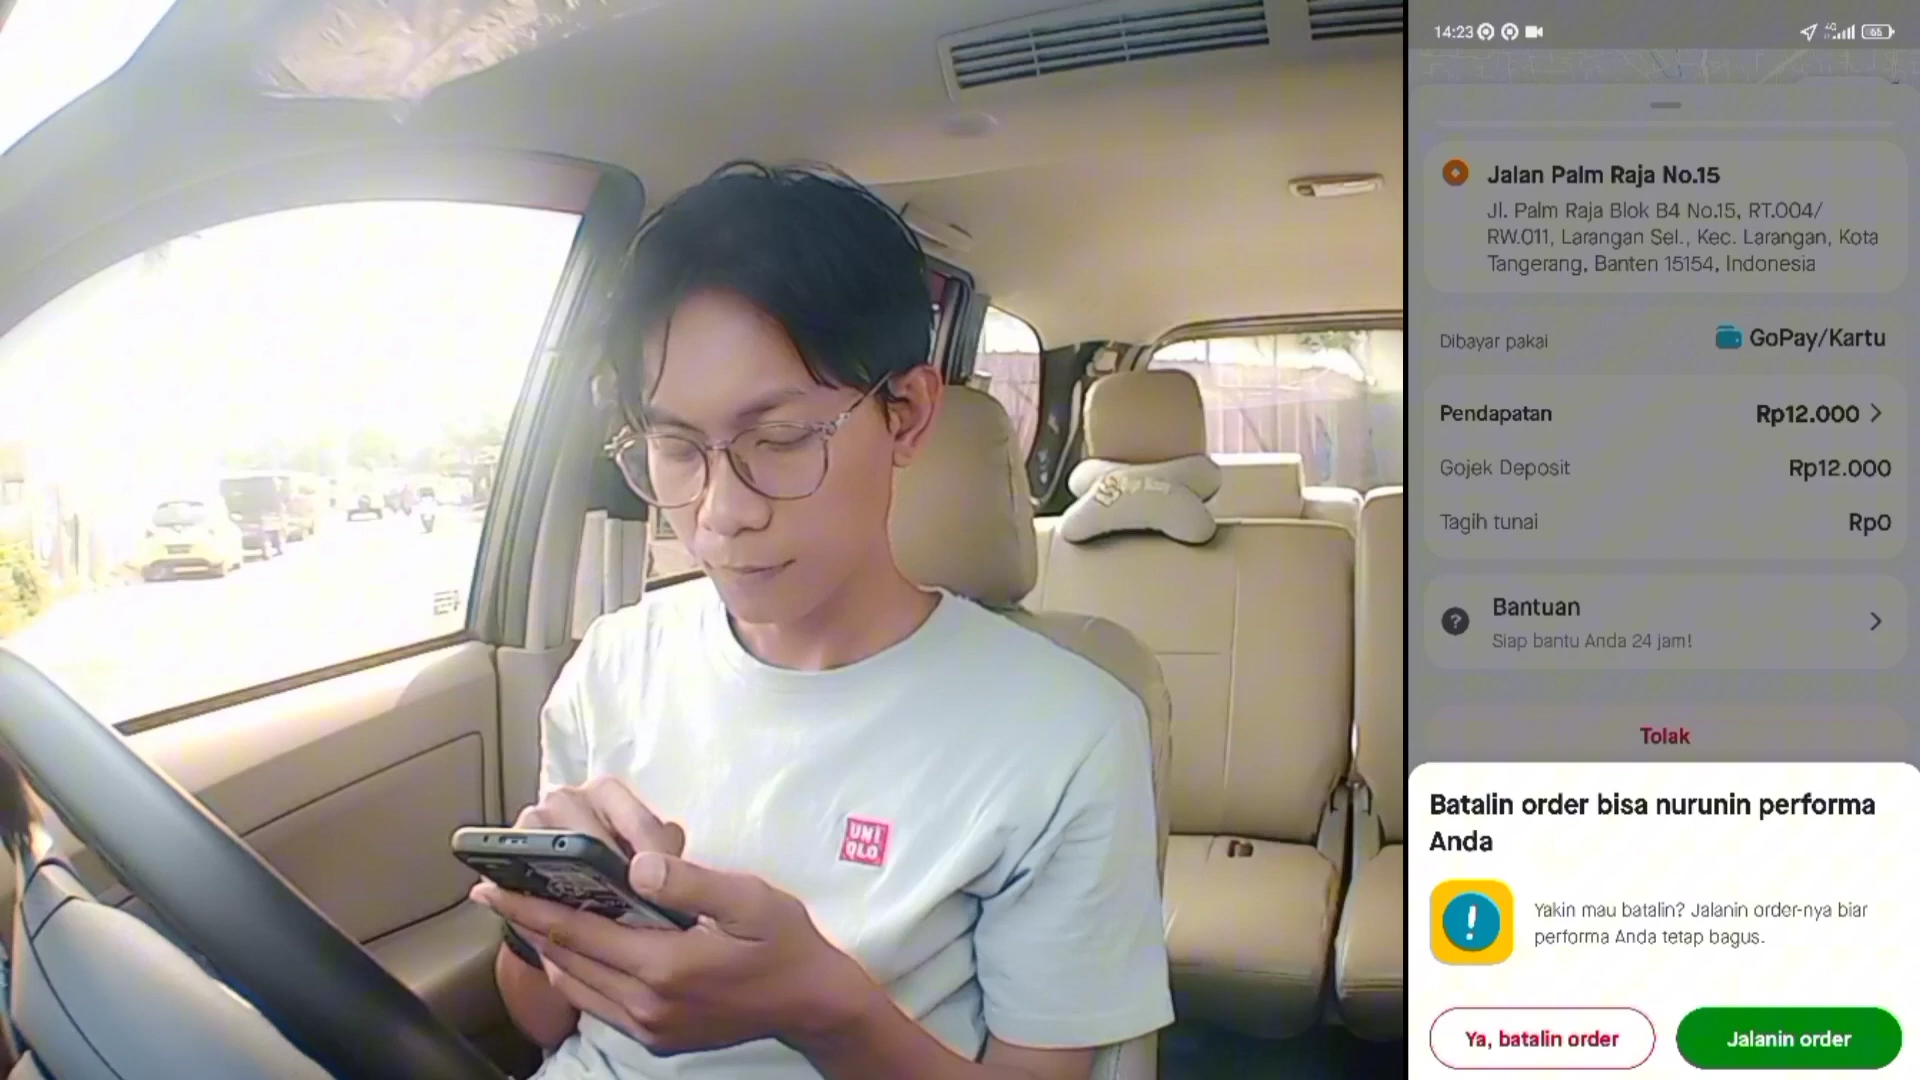 UNI
QLO
14:23
4G
65
Jalan Palm Raja No.15
Jl. Palm Raja Blok B4 No.15, RT.004/
RW.011, Larangan Sel., Kec. Larangan, Kota
Tangerang, Banten 15154, Indonesia
Dibayar pakai
GoPay/Kartu
Pendapatan
Rp12.000
Gojek Deposit
Rp12.000
Tagih tunai
Rp0
Bantuan
Siap bantu Anda 24 jam!
Tolak
Batalin order bisa nurunin performa
Anda
Yakin mau batalin? Jalanin order-nya biar
performa Anda tetap bagus.
Ya, batalin order
Jalanin order